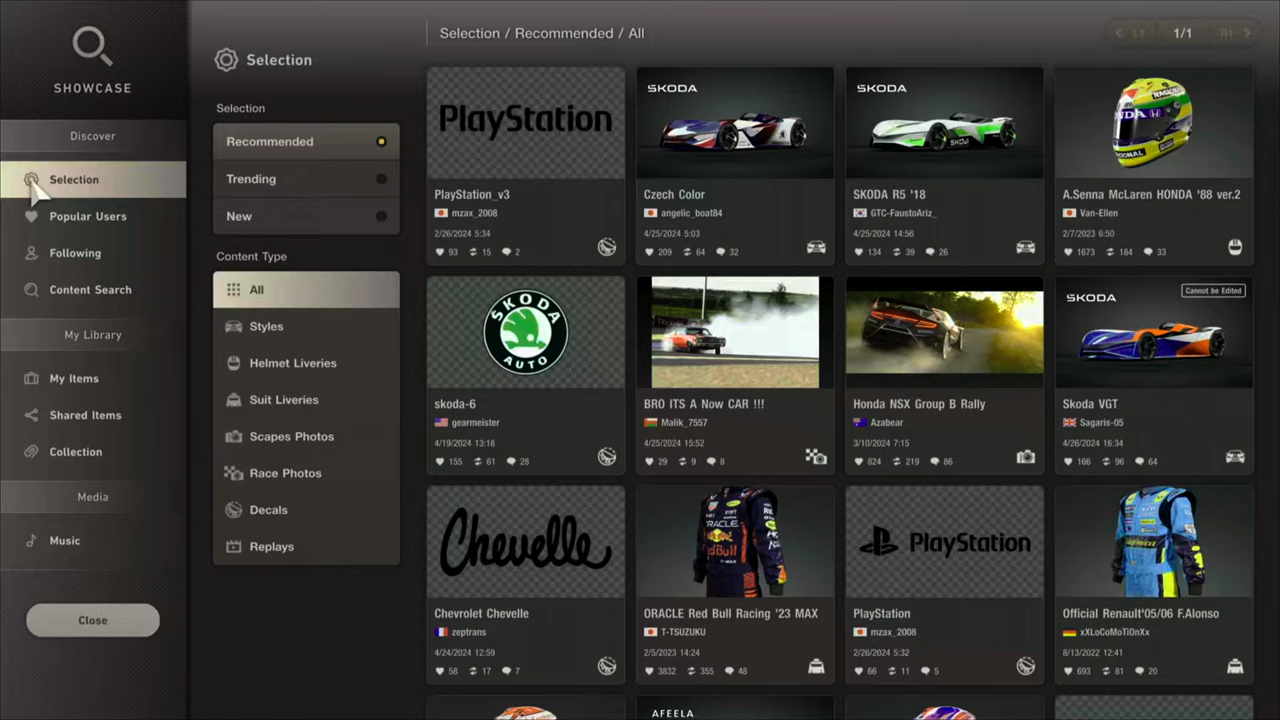 SHOWCASE
Discover
Selection
Popular Users
Following
Content Search
My Library
My Items
Shared Items
Collection
Media
Music
Close
Selection
Selection
Recommended
Trending
New
Content Type
All
Styles
Helmet Liveries
Suit Liveries
Scapes Photos
Race Photos
Decals
Replays
Selection / Recommended / All
L1 1/1 R1
PlayStation
PlayStation_v3
mzax_2008
2/26/2024 5:34
93 15 2
SKODA
Czech Color
angelic_boat84
4/25/2024 5:03
209 64 32
SKODA
SKODA R5 '18
GTC-FaustoAriz_
4/25/2024 14:56
134 39 26
HONDA
A.Senna McLaren HONDA '88 ver.2
Van-Ellen
2/7/2023 6:50
1673 184 33
SKODA
AUTO
skoda-6
gearmeister
4/19/2024 13:18
155 61 28
BRO ITS A Now CAR !!!
Malik_7557
4/25/2024 15:52
29 9 8
Honda NSX Group B Rally
Azabear
3/10/2024 7:15
824 219 86
SKODA
Cannot be Edited
Skoda VGT
Sagaris-05
4/26/2024 16:34
166 96 64
Chevelle
Chevrolet Chevelle
zeptrans
4/24/2024 12:59
58 17 7
ORACLE
Red Bull
ORACLE Red Bull Racing '23 MAX
T-TSUZUKU
2/5/2023 14:24
3832 355 48
PlayStation
PlayStation
mzax_2008
2/26/2024 5:32
66 11 5
Official Renault'05/06 F.Alonso
xXLoCoMoTiOnXx
8/13/2022 12:41
693 81 20
AFEELA